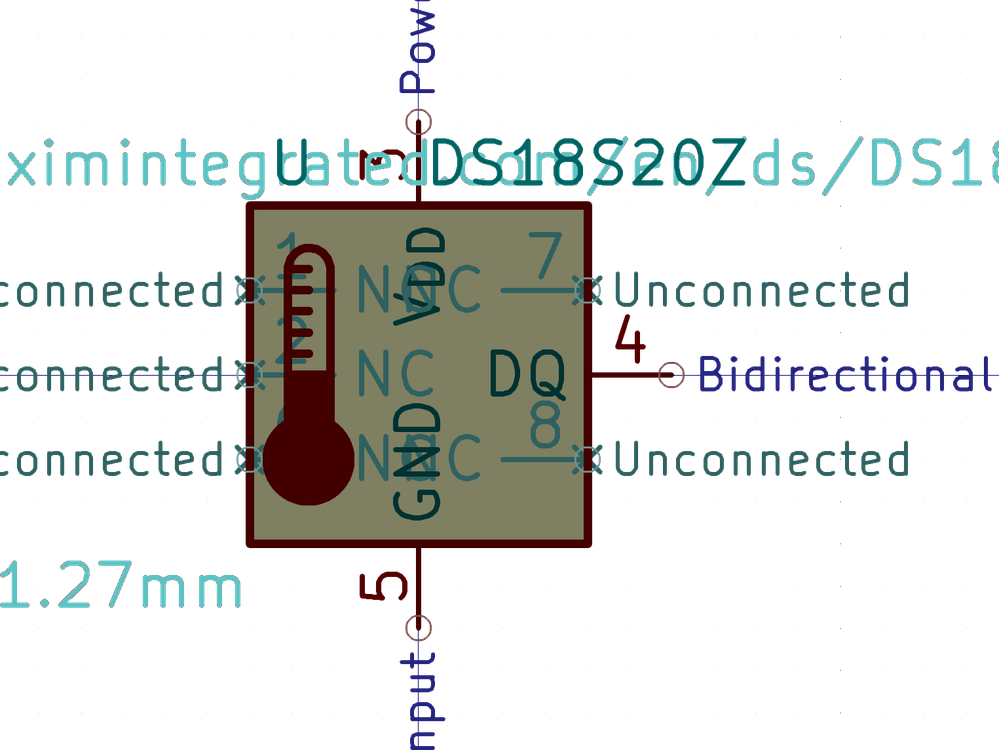 Pow
3
ximintegrated.com/en/ds/DS18
U
DS18S20Z
1
VDD
7
connected
NC
NC
Unconnected
2
4
connected
NC
DQ
Bidirectional
8
connected
NC
NC
GND
Unconnected
1.27mm
5
nput